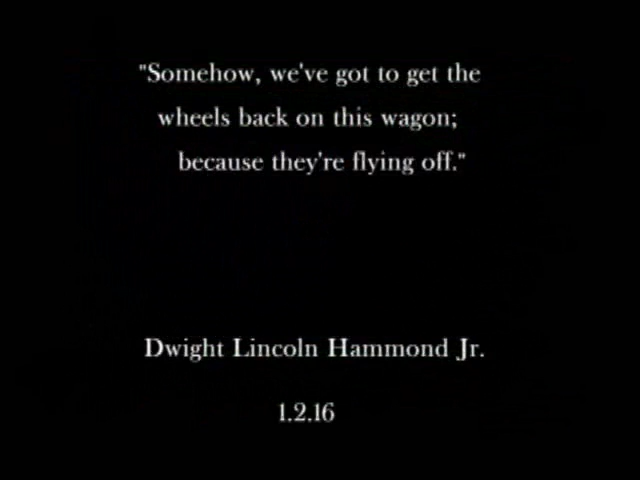 "Somehow, we've got to get the
wheels back on this wagon;
because they're flying off."
Dwight Lincoln Hammond Jr.
1.2.16